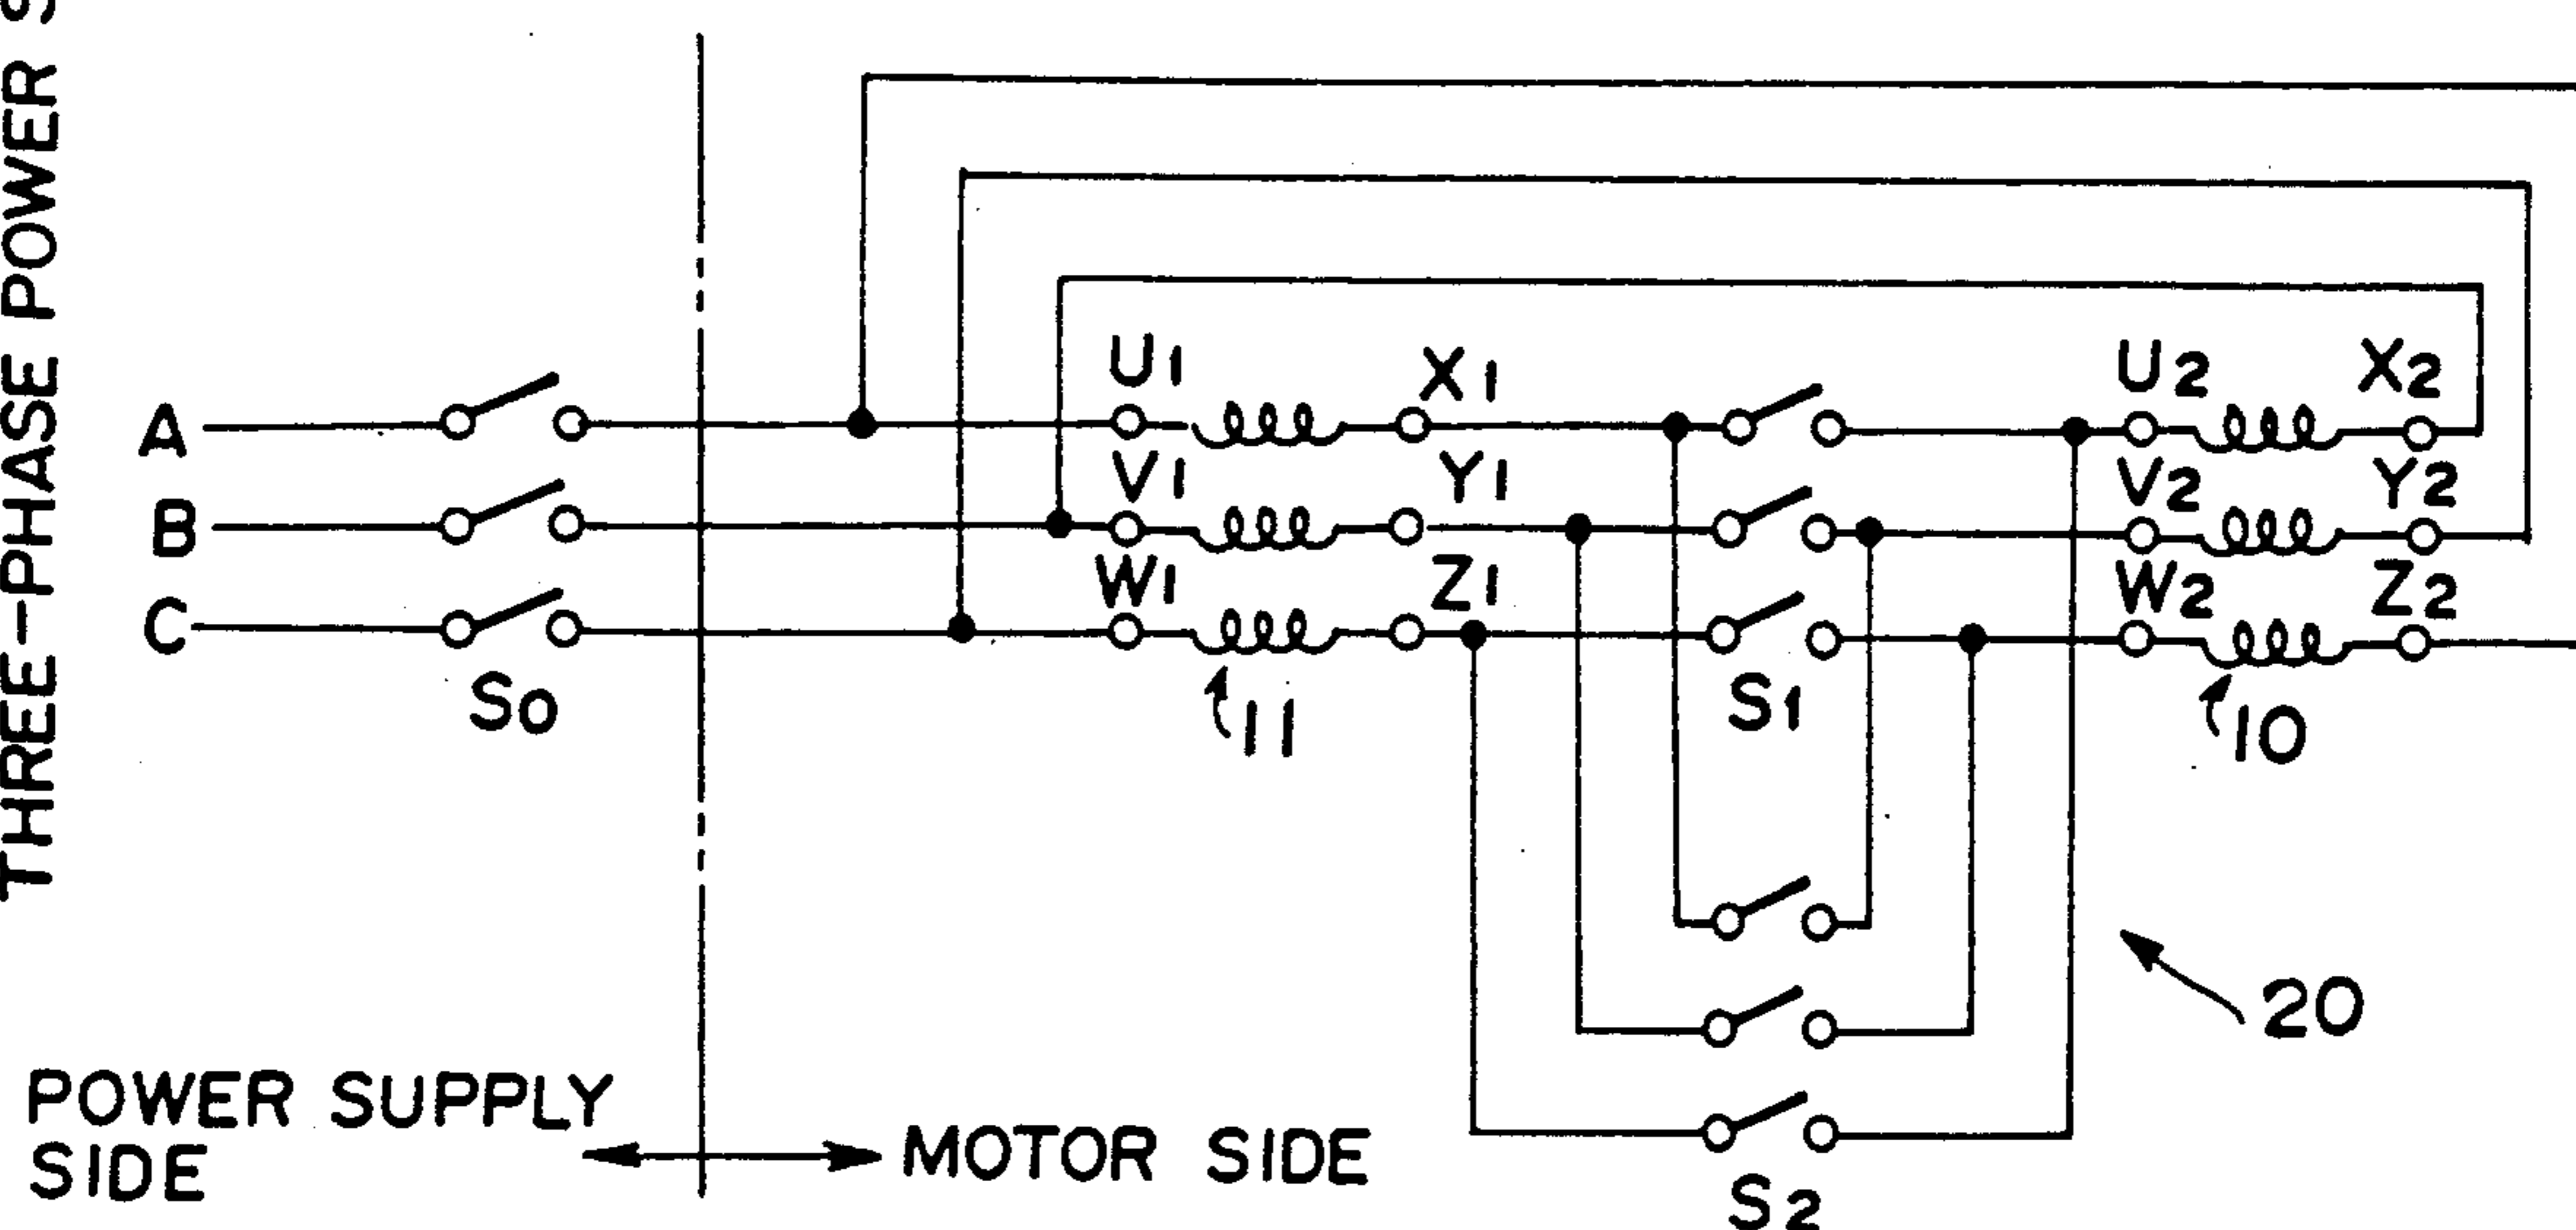 THREE-PHASE POWER S
A
B
C
S0
U1
X1
V1
Y1
W1
Z1
11
S1
U2
X2
V2
Y2
W2
Z2
10
20
S2
POWER SUPPLY
SIDE
MOTOR SIDE